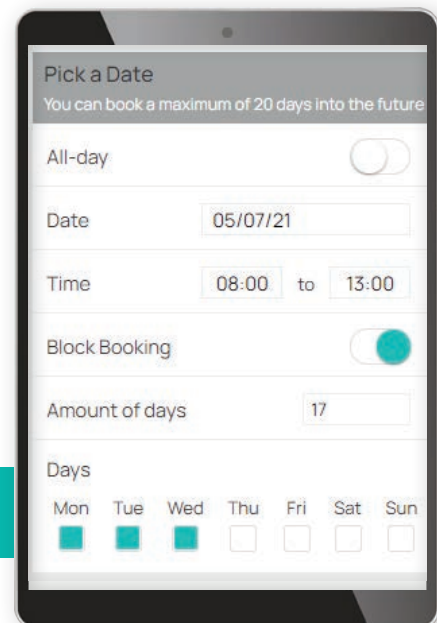 Pick a Date
You can book a maximum of 20 days into the future
All-day
Date 05/07/21
Time 08:00 to 13:00
Block Booking
Amount of days 17
Days
Mon Tue Wed Thu Fri Sat Sun